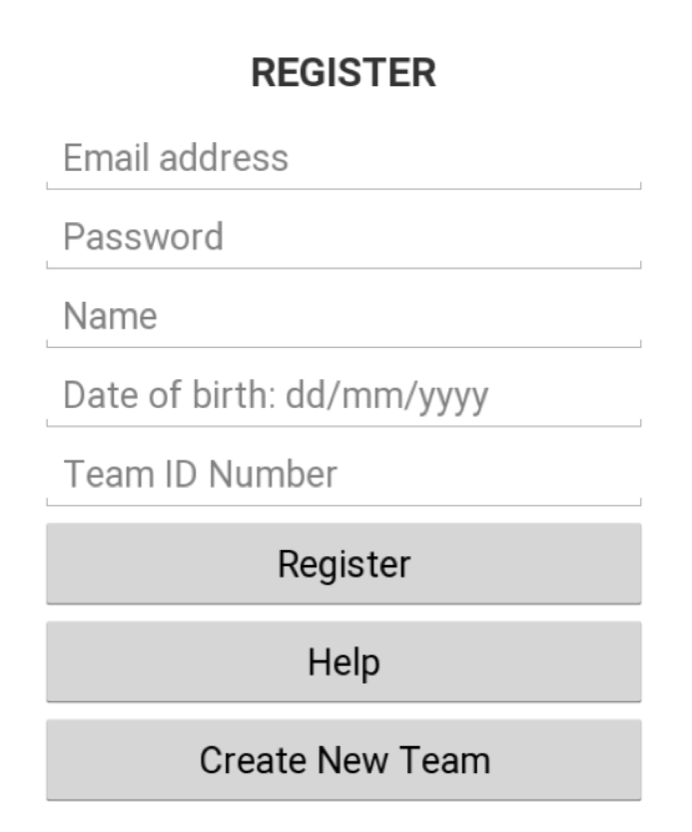 REGISTER
Email address
Password
Name
Date of birth: dd/mm/yyyy
Team ID Number
Register
Help
Create New Team